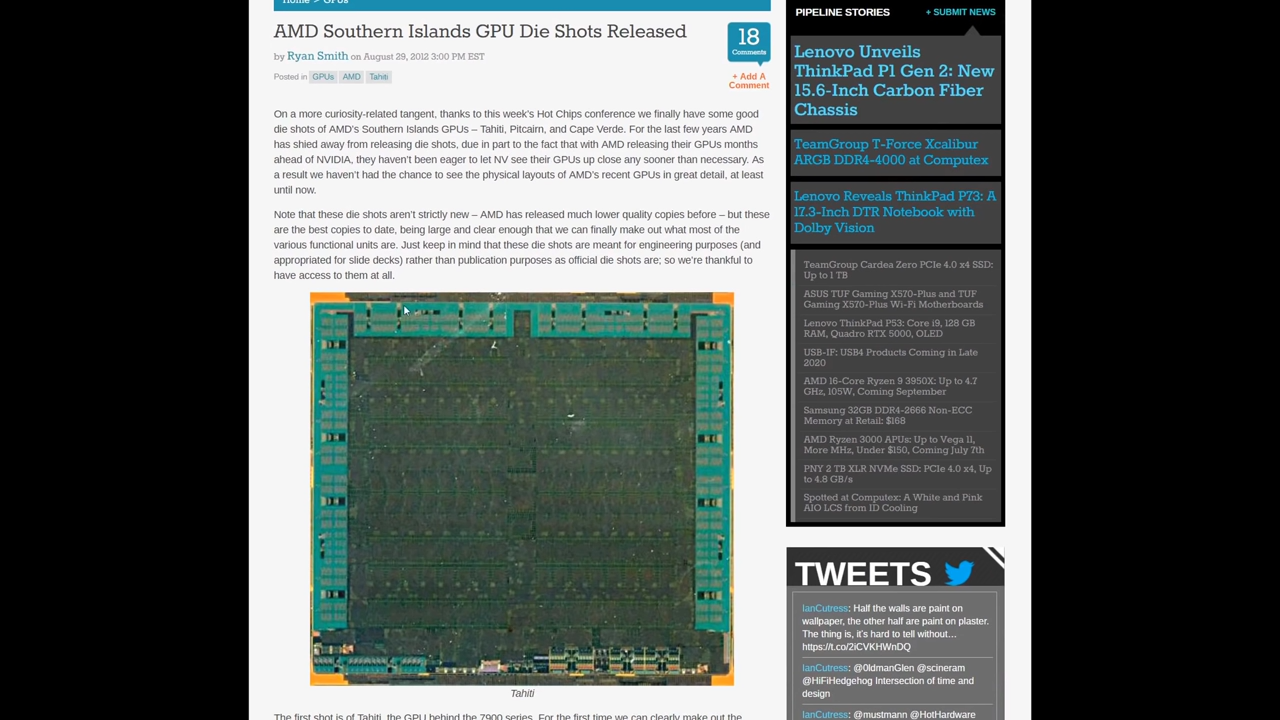 Home > GPUs
AMD Southern Islands GPU Die Shots Released
by Ryan Smith on August 29, 2012 3:00 PM EST
Posted in GPUs AMD Tahiti
18
Comments
+ Add A
Comment
On a more curiosity-related tangent, thanks to this week's Hot Chips conference we finally have some good
die shots of AMD's Southern Islands GPUs – Tahiti, Pitcairn, and Cape Verde. For the last few years AMD
has shied away from releasing die shots, due in part to the fact that with AMD releasing their GPUs months
ahead of NVIDIA, they haven't been eager to let NV see their GPUs up close any sooner than necessary. As
a result we haven't had the chance to see the physical layouts of AMD's recent GPUs in great detail, at least
until now.
Note that these die shots aren't strictly new – AMD has released much lower quality copies before – but these
are the best copies to date, being large and clear enough that we can finally make out what most of the
various functional units are. Just keep in mind that these die shots are meant for engineering purposes (and
appropriated for slide decks) rather than publication purposes as official die shots are; so we're thankful to
have access to them at all.
Tahiti
The first shot is of Tahiti, the GPU behind the 7900 series. For the first time we can clearly make out the
PIPELINE STORIES
+ SUBMIT NEWS
Lenovo Unveils
ThinkPad P1 Gen 2: New
15.6-Inch Carbon Fiber
Chassis
TeamGroup T-Force Xcalibur
ARGB DDR4-4000 at Computex
Lenovo Reveals ThinkPad P73: A
17.3-Inch DTR Notebook with
Dolby Vision
TeamGroup Cardea Zero PCIe 4.0 x4 SSD:
Up to 1 TB
ASUS TUF Gaming X570-Plus and TUF
Gaming X570-Plus Wi-Fi Motherboards
Lenovo ThinkPad P53: Core i9, 128 GB
RAM, Quadro RTX 5000, OLED
USB-IF: USB4 Products Coming in Late
2020
AMD 16-Core Ryzen 9 3950X: Up to 4.7
GHz, 105W, Coming September
Samsung 32GB DDR4-2666 Non-ECC
Memory at Retail: $168
AMD Ryzen 3000 APUs: Up to Vega 11,
More MHz, Under $150, Coming July 7th
PNY 2 TB XLR NVMe SSD: PCIe 4.0 x4, Up
to 4.8 GB/s
Spotted at Computex: A White and Pink
AIO LCS from ID Cooling
TWEETS
IanCutress: Half the walls are paint on
wallpaper, the other half are paint on plaster.
The thing is, it's hard to tell without…
https://t.co/2iCVKHWnDQ
IanCutress: @0ldmanGlen @scineram
@HiFiHedgehog Intersection of time and
design
IanCutress: @mustmann @HotHardware